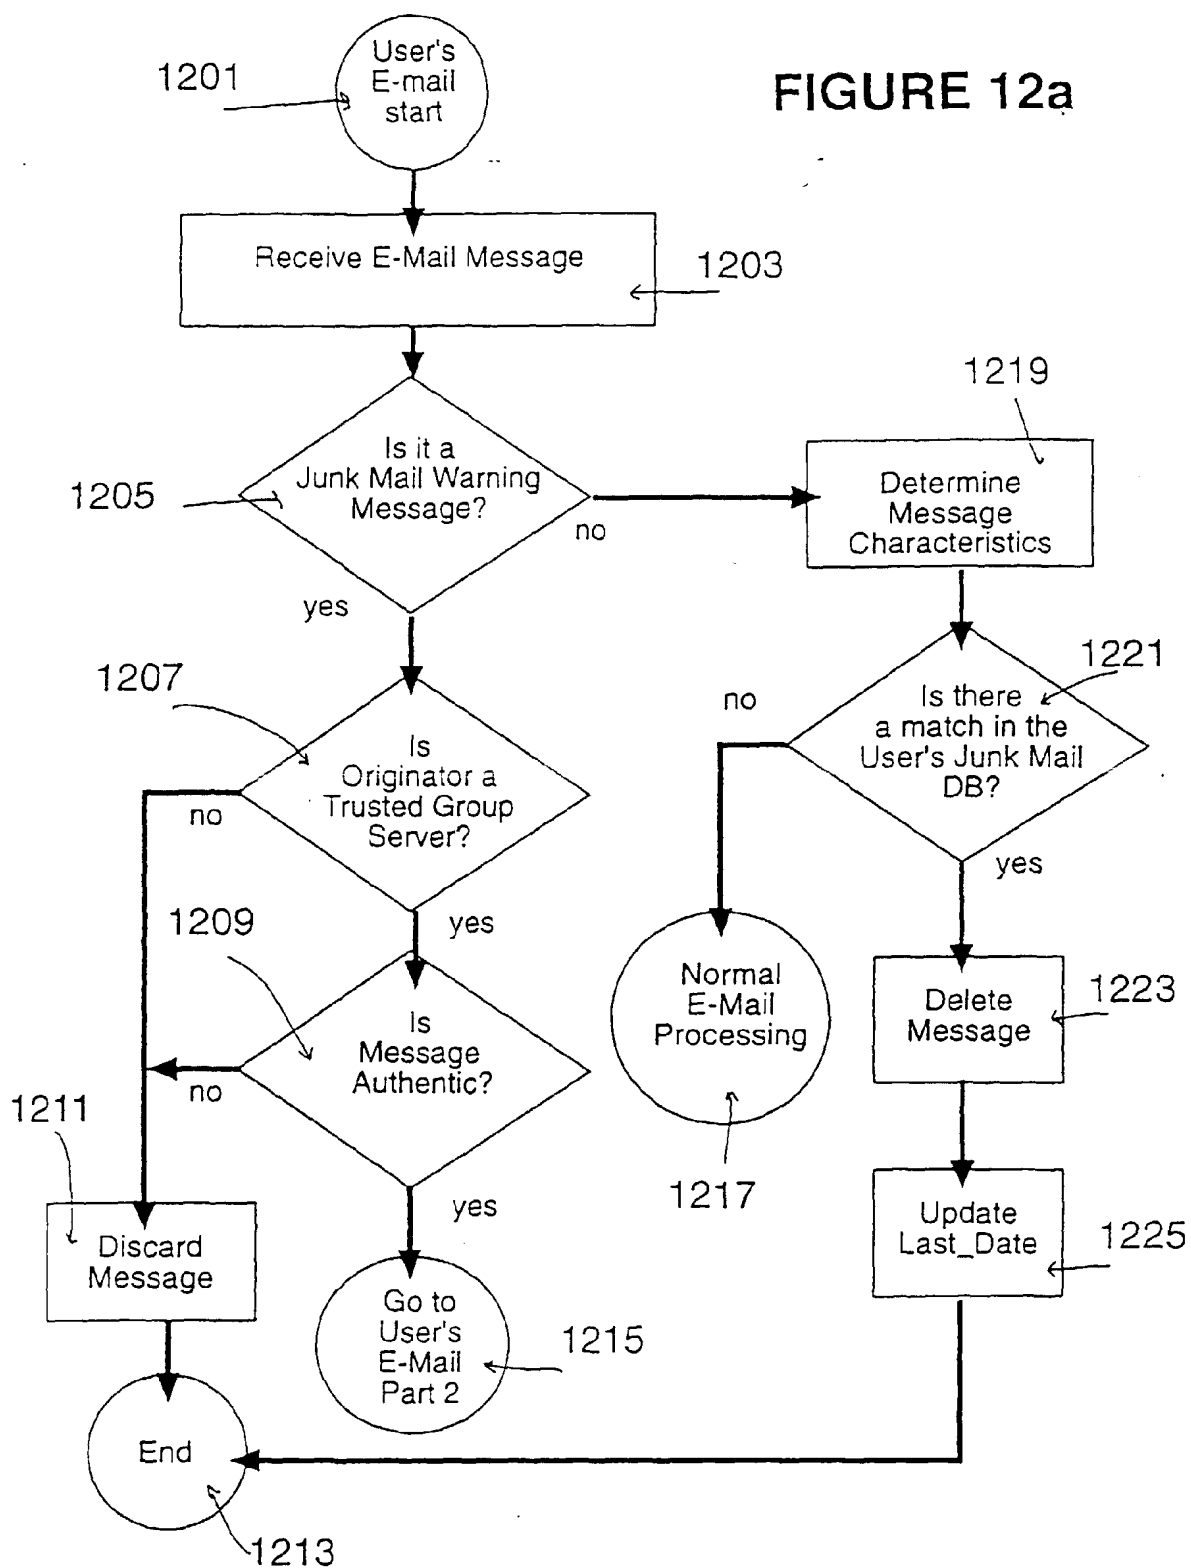 User's
E-mail
start
1201
FIGURE 12a
Receive E-Mail Message
1203
Is it a
Junk Mail Warning
Message?
1205
no
yes
1219
Determine
Message
Characteristics
1207
Is
Originator a
Trusted Group
Server?
no
yes
1221
Is there
a match in the
User's Junk Mail
DB?
no
yes
1209
Is
Message
Authentic?
no
yes
Normal
E-Mail
Processing
1217
Delete
Message
1223
1211
Discard
Message
Update
Last_Date
1225
Go to
User's
E-Mail
Part 2
1215
End
1213